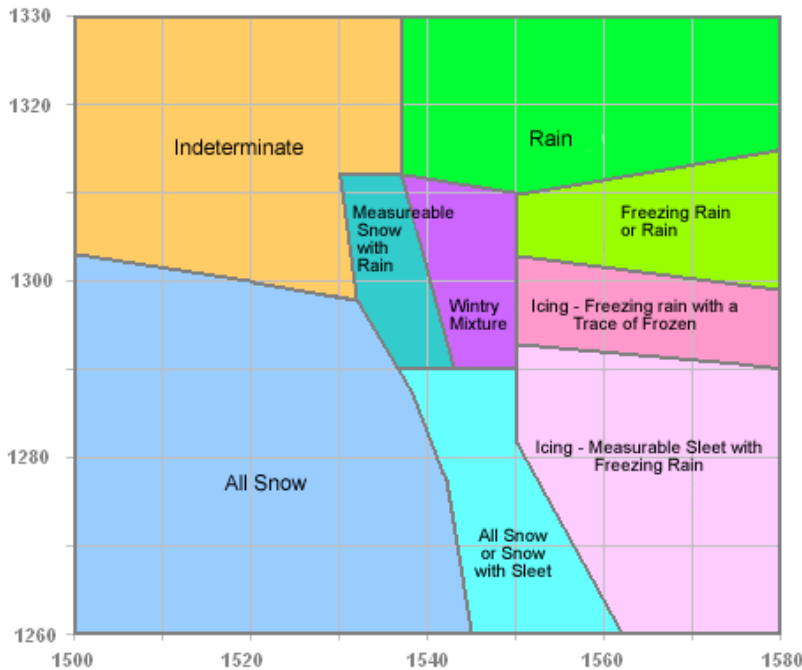 1330
1320
1300
1280
1260
1500
1520
1540
1560
1580
Indeterminate
Rain
Measureable
Snow
with
Rain
Freezing Rain
or Rain
Wintry
Mixture
Icing - Freezing rain with a
Trace of Frozen
Icing - Measurable Sleet with
Freezing Rain
All Snow
All Snow
or Snow
with Sleet